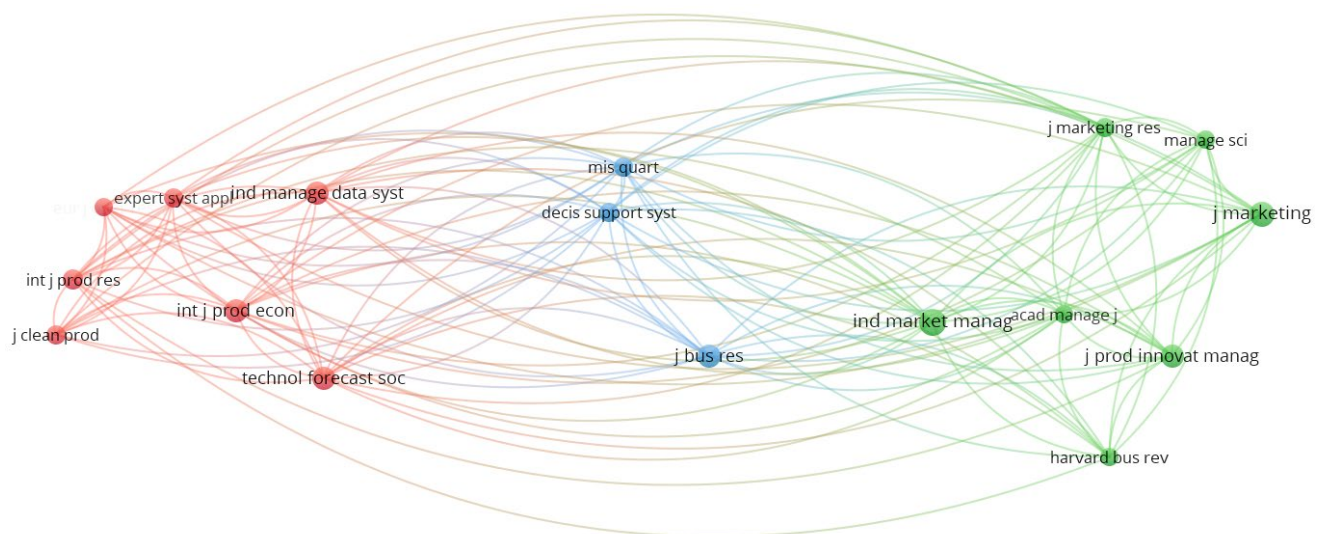 j marketing res
manage sci
mis quart
expert syst appl
ind manage data syst
eur j
decis support syst
j marketing
int j prod res
int j prod econ
acad manage j
ind market manag
j clean prod
j bus res
j prod innovat manag
technol forecast soc
harvard bus rev